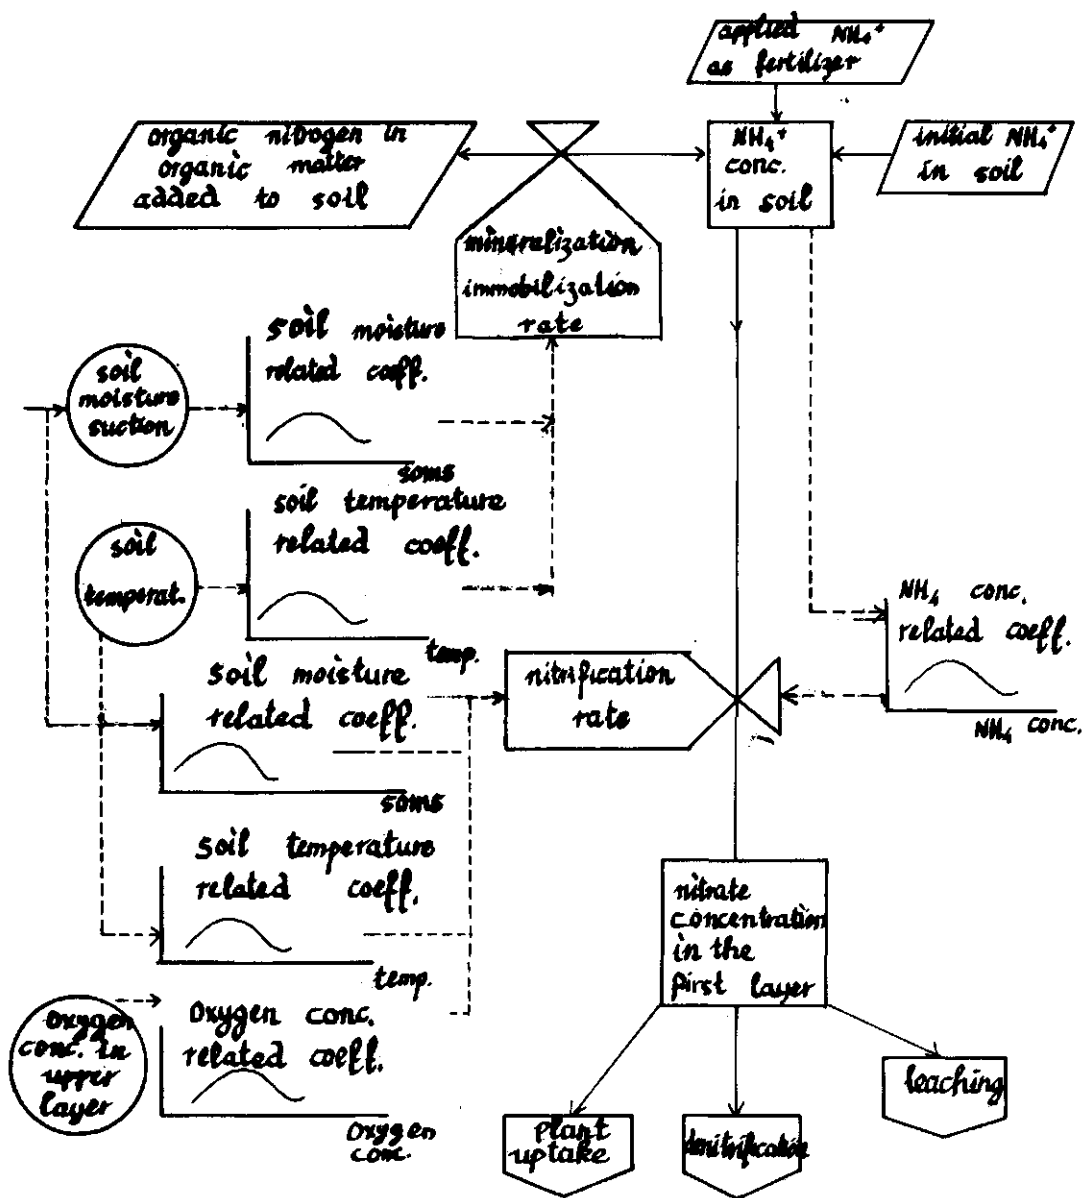 applied NH₄⁺
as fertilizer
organic nitrogen in
organic matter
added to soil
NH₄⁺
conc.
in soil
initial NH₄⁺
in soil
mineralization
immobilization
rate
soil
moisture
suction
soil moisture
related coeff.
soms
soil
temperat.
soil temperature
related coeff.
temp.
NH₄ conc.
related coeff.
NH₄ conc.
nitrification
rate
soil moisture
related coeff.
soms
soil temperature
related coeff.
temp.
nitrate
concentration
in the
first layer
oxygen
conc. in
upper
layer
oxygen conc.
related coeff.
oxygen
conc.
plant
uptake
denitrification
leaching